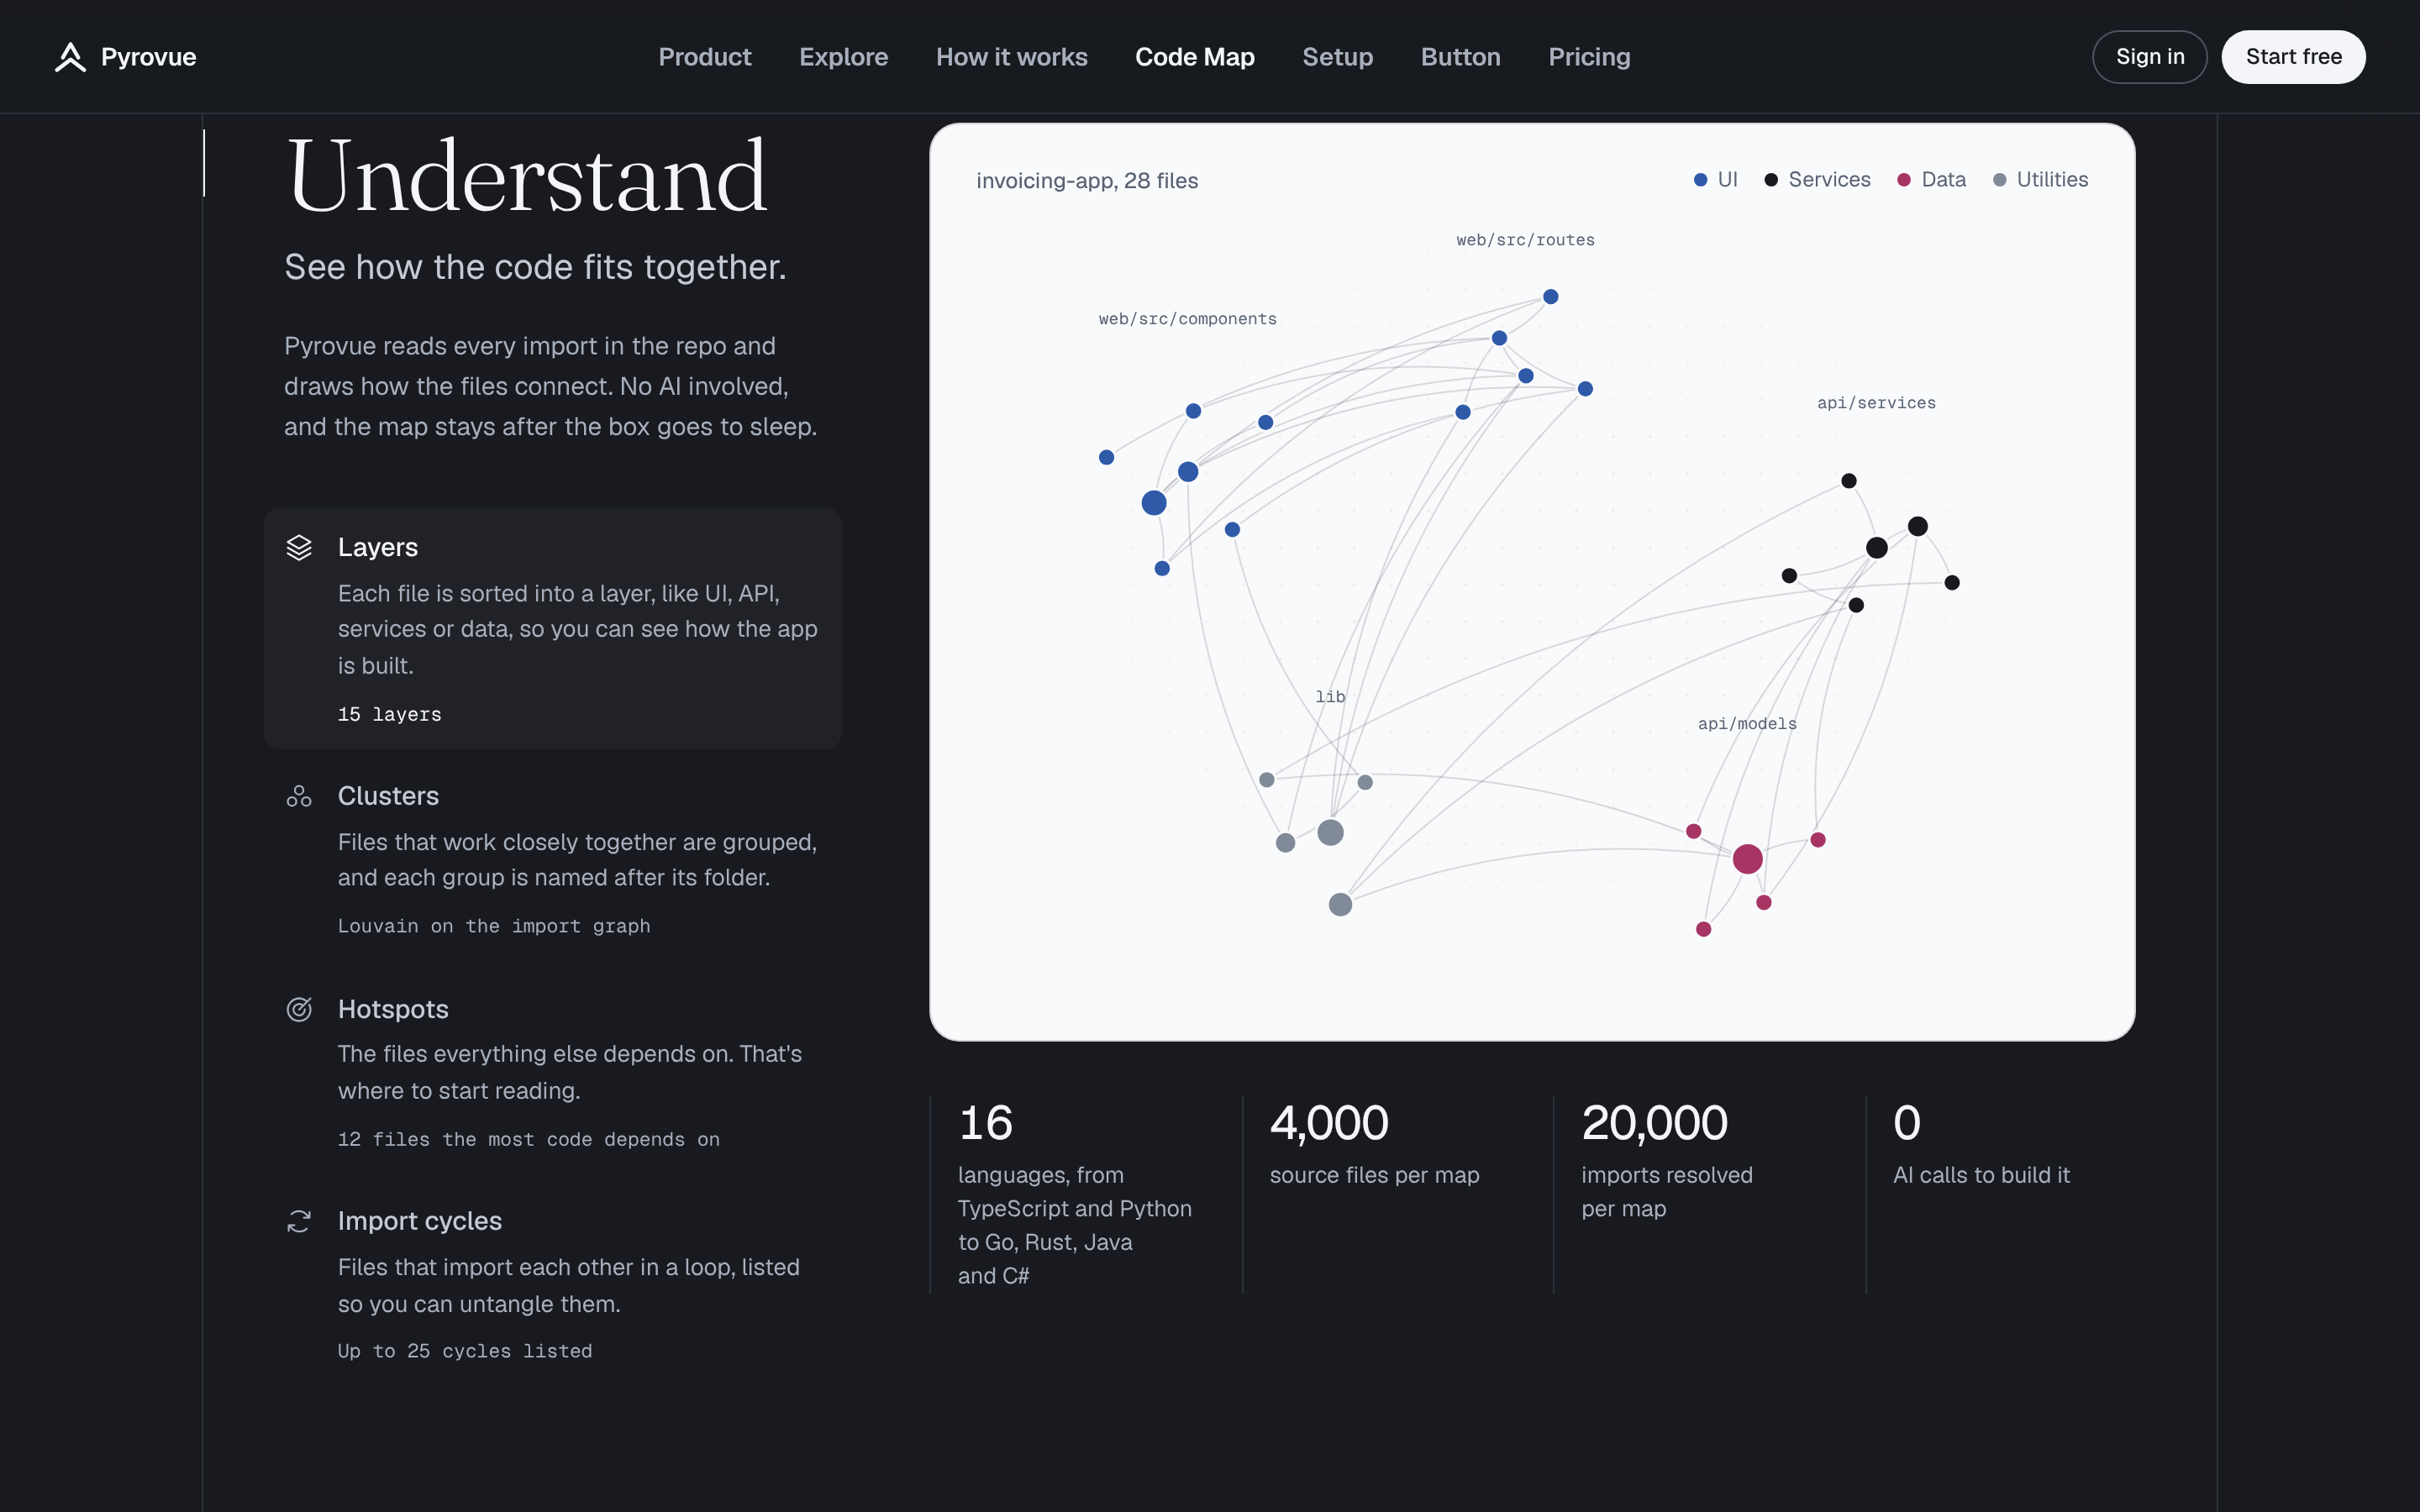 Pyrovue
Product
Explore
How it works
Code Map
Setup
Button
Pricing
Sign in
Start free
Understand
See how the code fits together.
Pyrovue reads every import in the repo and
draws how the files connect. No AI involved,
and the map stays after the box goes to sleep.
Layers
Each file is sorted into a layer, like UI, API,
services or data, so you can see how the app
is built.
15 layers
Clusters
Files that work closely together are grouped,
and each group is named after its folder.
Louvain on the import graph
Hotspots
The files everything else depends on. That's
where to start reading.
12 files the most code depends on
Import cycles
Files that import each other in a loop, listed
so you can untangle them.
Up to 25 cycles listed
invoicing-app, 28 files
UI
Services
Data
Utilities
web/src/routes
web/src/components
api/services
lib
api/models
16
languages, from
TypeScript and Python
to Go, Rust, Java
and C#
4,000
source files per map
20,000
imports resolved
per map
0
AI calls to build it